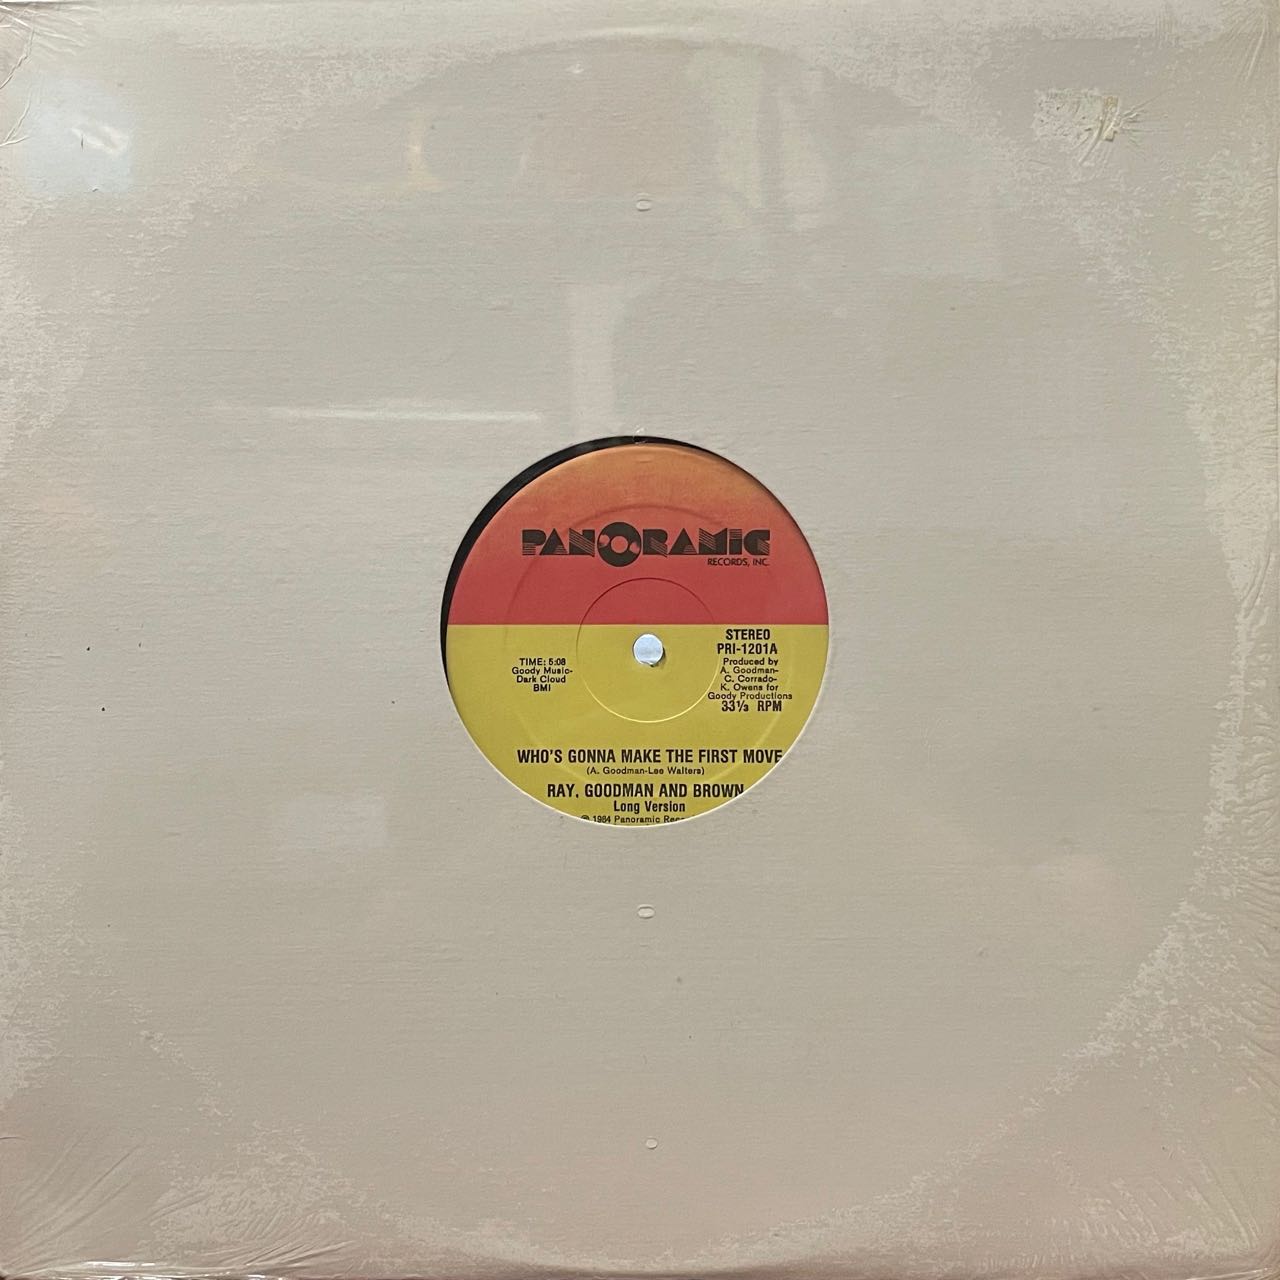 PANORAMIC
RECORDS, INC.
STEREO
PRI-1201A
TIME: 5:08
Goody Music-
Dark Cloud
BMI
Produced by
A. Goodman-
C. Corrado-
K. Owens for
Goody Productions
33⅓ RPM
WHO'S GONNA MAKE THE FIRST MOVE
(A. Goodman-Lee Walters)
RAY, GOODMAN AND BROWN
Long Version
℗ 1984 Panoramic